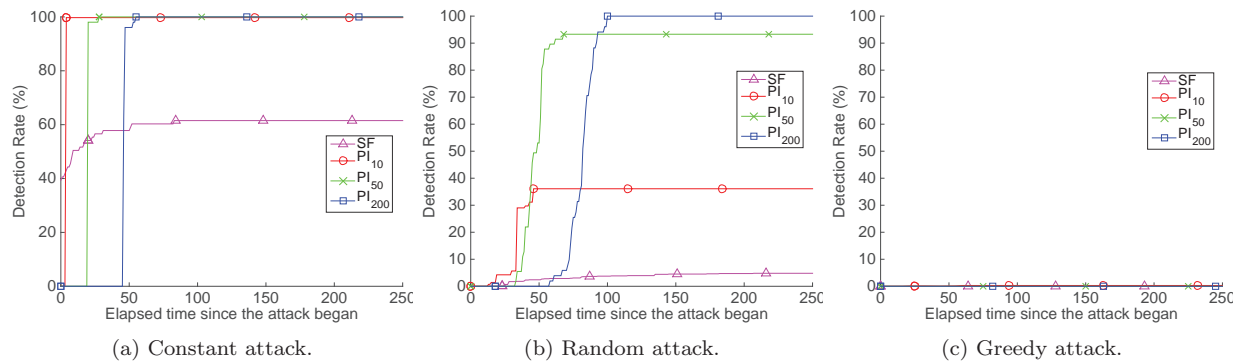 100
80
60
40
20
0
Detection Rate (%)
SF
PI10
PI50
PI200
0 50 100 150 200 250
Elapsed time since the attack began
(a) Constant attack.
100
90
80
70
60
50
40
30
20
10
0
Detection Rate (%)
SF
PI10
PI50
PI200
0 50 100 150 200 250
Elapsed time since the attack began
(b) Random attack.
100
90
80
70
60
50
40
30
20
10
0
Detection Rate (%)
SF
PI10
PI50
PI200
0 50 100 150 200 250
Elapsed time since the attack began
(c) Greedy attack.